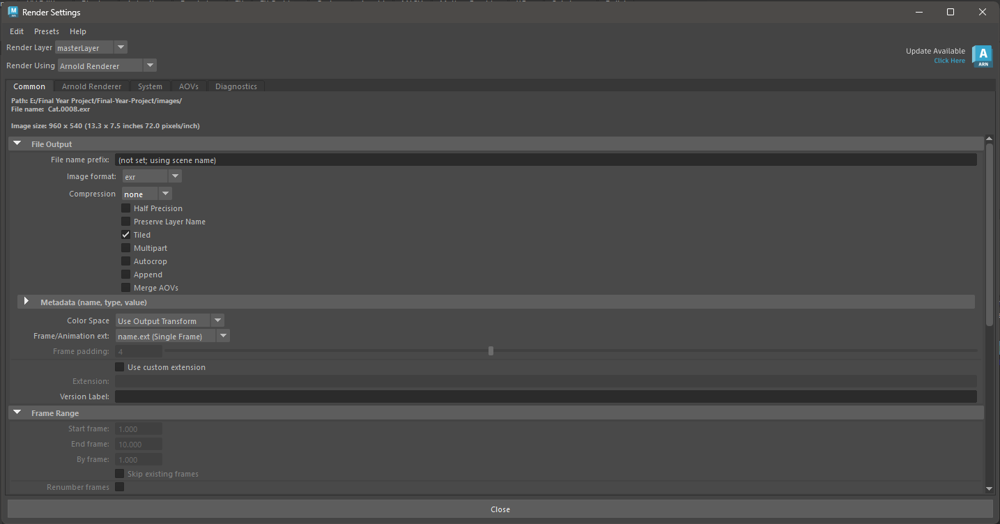 Render Settings
Edit Presets Help
Render Layer masterLayer
Render Using Arnold Renderer
Update Available
Click Here
A
ARN
Common Arnold Renderer System AOVs Diagnostics
Path: E:/Final Year Project/Final-Year-Project/images/
File name: Cat.0008.exr
Image size: 960 x 540 (13.3 x 7.5 inches 72.0 pixels/inch)
File Output
File name prefix: (not set; using scene name)
Image format: exr
Compression none
Half Precision
Preserve Layer Name
Tiled
Multipart
Autocrop
Append
Merge AOVs
Metadata (name, type, value)
Color Space Use Output Transform
Frame/Animation ext: name.ext (Single Frame)
Frame padding: 4
Use custom extension
Extension:
Version Label:
Frame Range
Start frame: 1.000
End frame: 10.000
By frame: 1.000
Skip existing frames
Renumber frames
Close